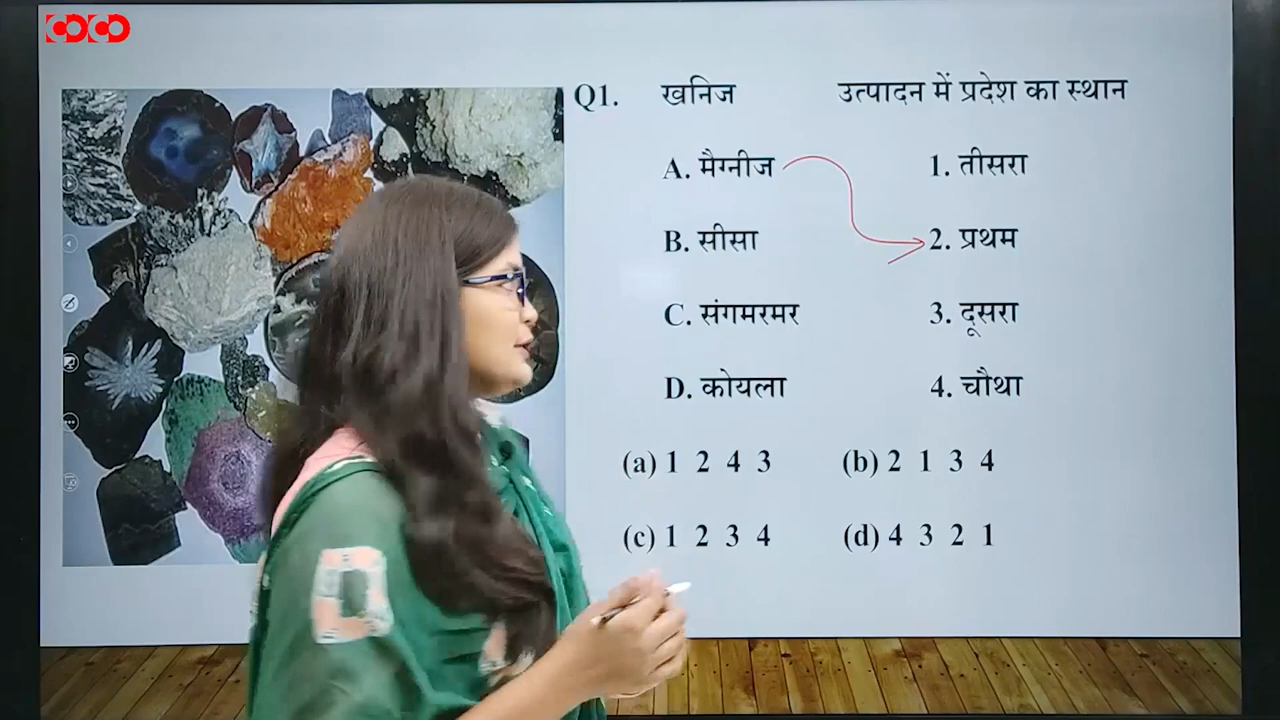 COCO
Q1. खनिज उत्पादन में प्रदेश का स्थान
A. मैग्नीज 1. तीसरा
B. सीसा 2. प्रथम
C. संगमरमर 3. दूसरा
D. कोयला 4. चौथा
(a) 1 2 4 3 (b) 2 1 3 4
(c) 1 2 3 4 (d) 4 3 2 1